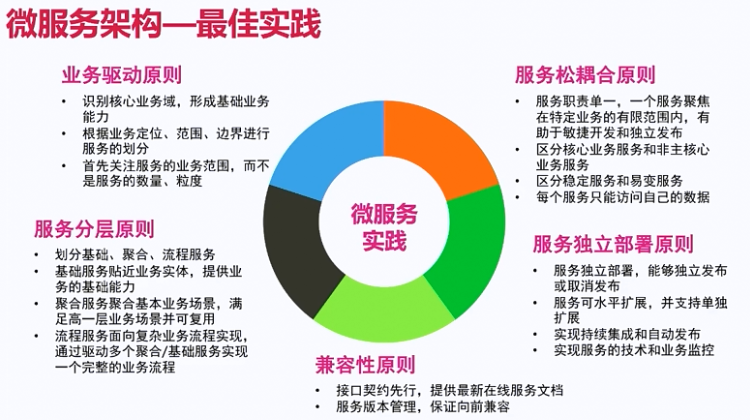 微服务架构—最佳实践
业务驱动原则
• 识别核心业务域，形成基础业务
能力
• 根据业务定位、范围、边界进行
服务的划分
• 首先关注服务的业务范围，而不
是服务的数量、粒度
服务松耦合原则
• 服务职责单一，一个服务聚焦
在特定业务的有限范围内，有
助于敏捷开发和独立发布
• 区分核心业务服务和非主核心
业务服务
• 区分稳定服务和易变服务
• 每个服务只能访问自己的数据
微服务
实践
服务分层原则
• 划分基础、聚合、流程服务
• 基础服务贴近业务实体，提供业
务的基础能力
• 聚合服务聚合基本业务场景，满
足高一层业务场景并可复用
• 流程服务面向复杂业务流程实现，
通过驱动多个聚合/基础服务实现
一个完整的业务流程
服务独立部署原则
• 服务独立部署，能够独立发布
或取消发布
• 服务可水平扩展，并支持单独
扩展
• 实现持续集成和自动发布
• 实现服务的技术和业务监控
兼容性原则
• 接口契约先行，提供最新在线服务文档
• 服务版本管理，保证向前兼容